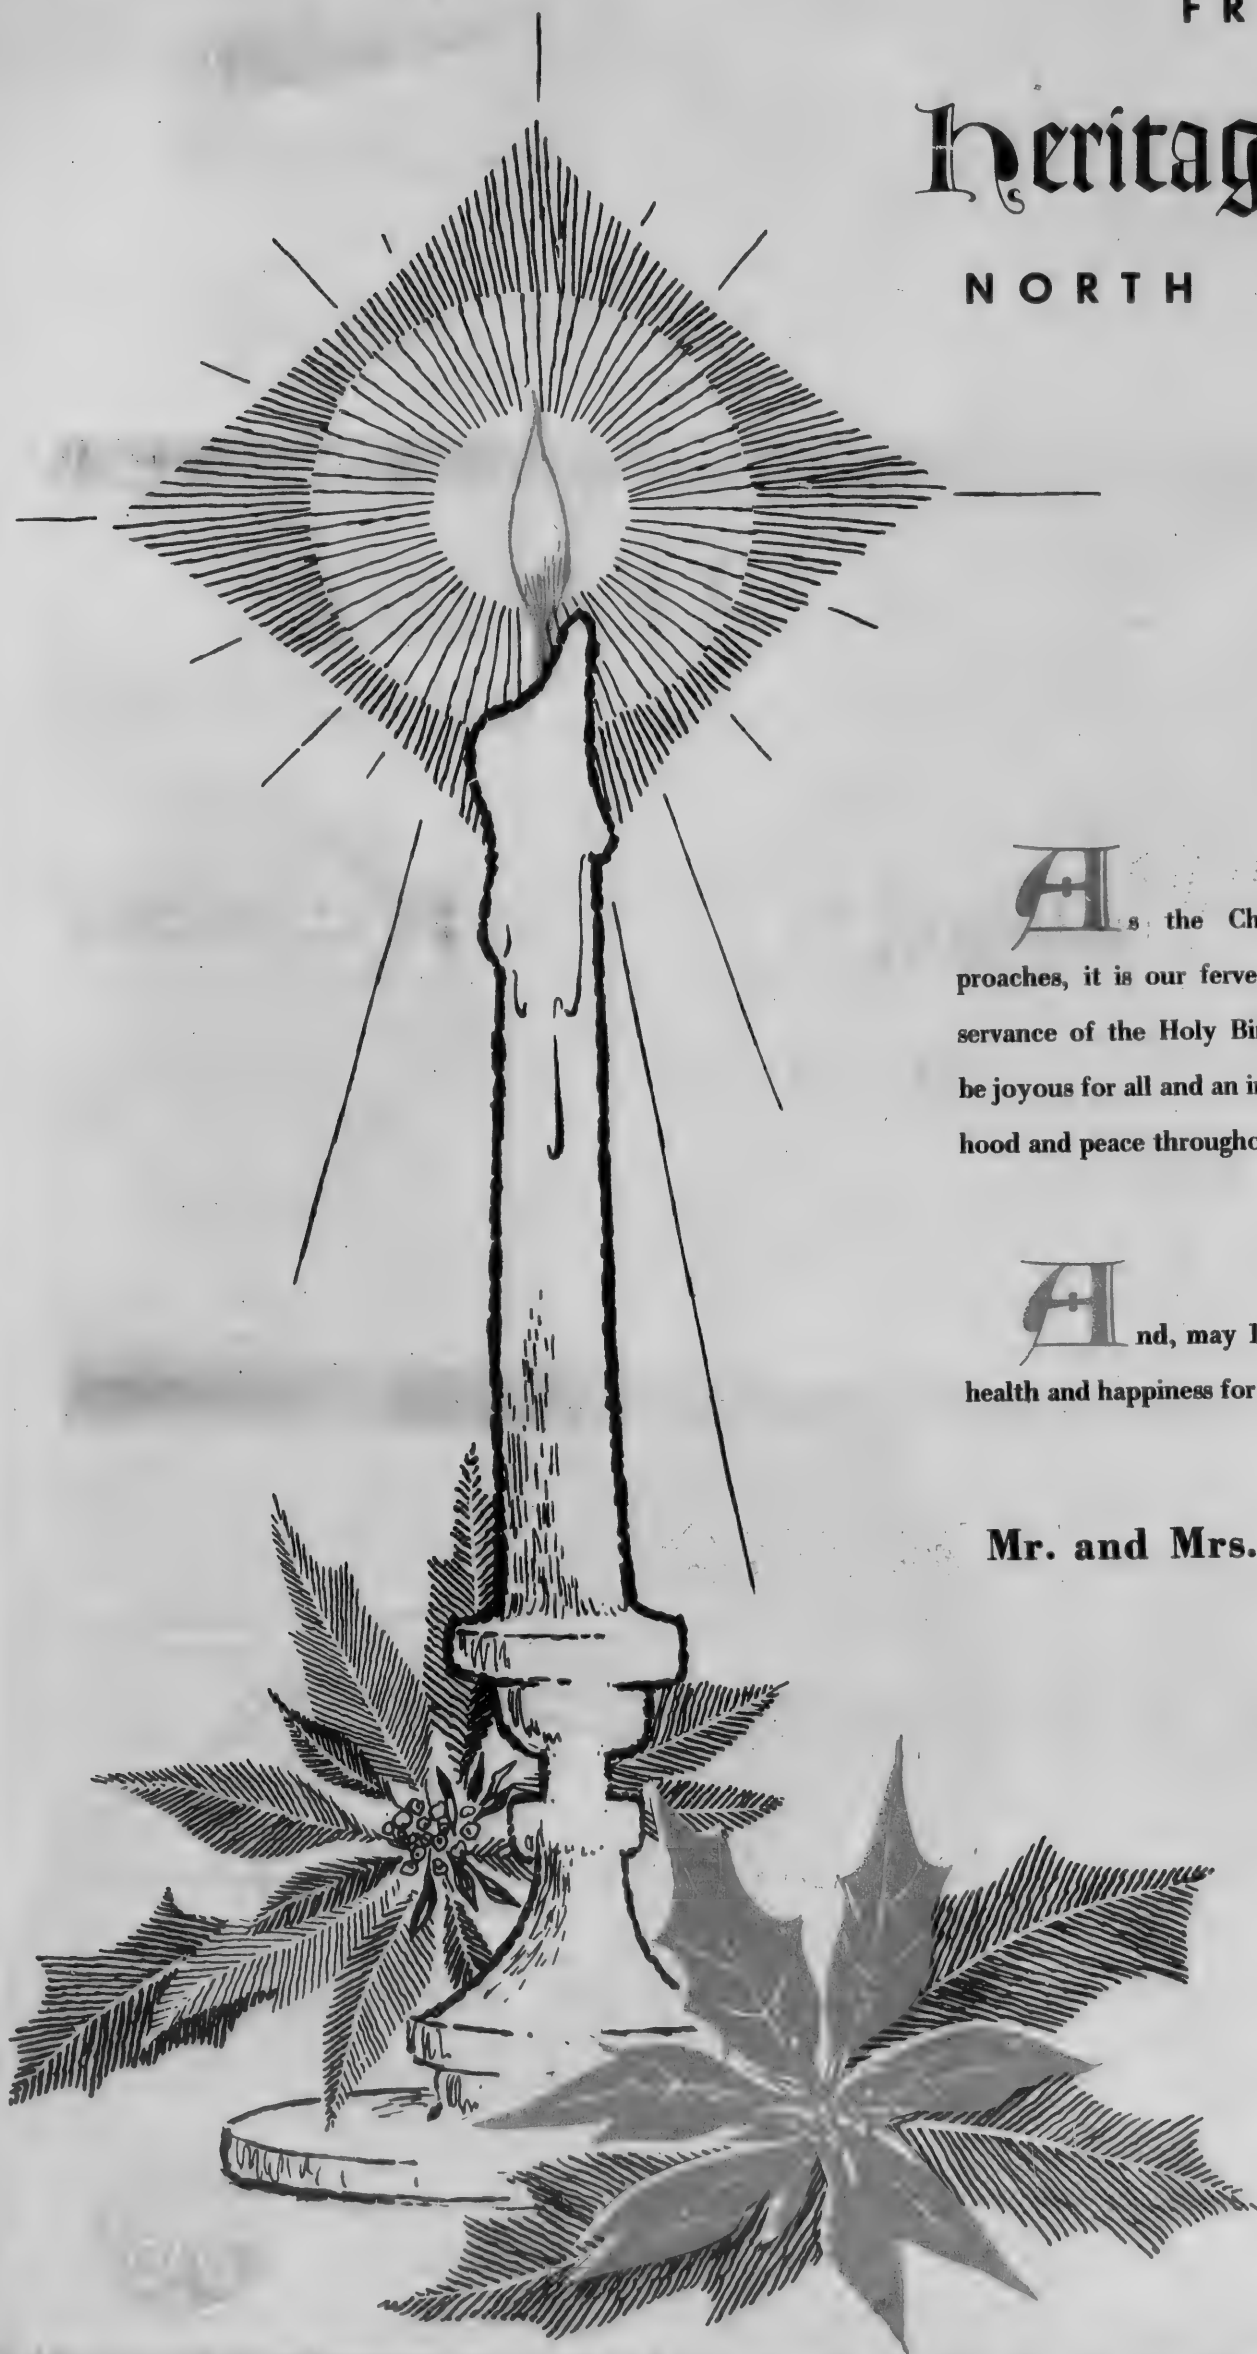 FR
Heritag
NORTH
As the Ch
proaches, it is our ferve
servance of the Holy Bi
be joyous for all and an i
hood and peace througho
And, may 1
health and happiness for
Mr. and Mrs.